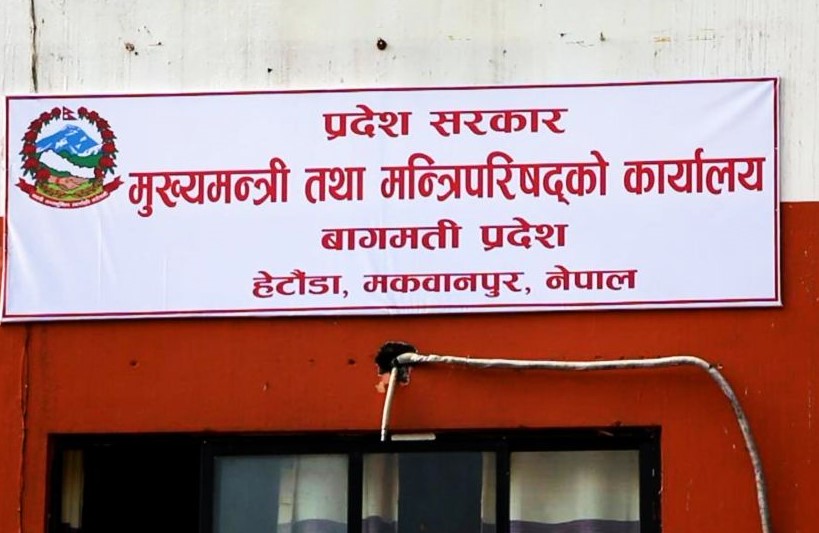 प्रदेश सरकार
मुख्यमन्त्री तथा मन्त्रिपरिषद्को कार्यालय
बागमती प्रदेश
हेटौंडा, मकवानपुर, नेपाल